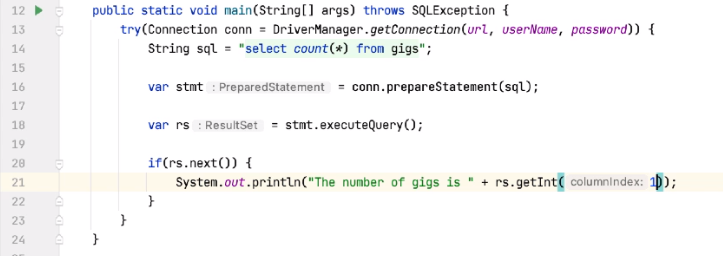 12 public static void main(String[] args) throws SQLException {
13 try(Connection conn = DriverManager.getConnection(url, userName, password)) {
14 String sql = "select count(*) from gigs";
15
16 var stmt : PreparedStatement = conn.prepareStatement(sql);
17
18 var rs : ResultSet = stmt.executeQuery();
19
20 if(rs.next()) {
21 System.out.println("The number of gigs is " + rs.getInt( columnIndex: 1));
22 }
23 }
24 }